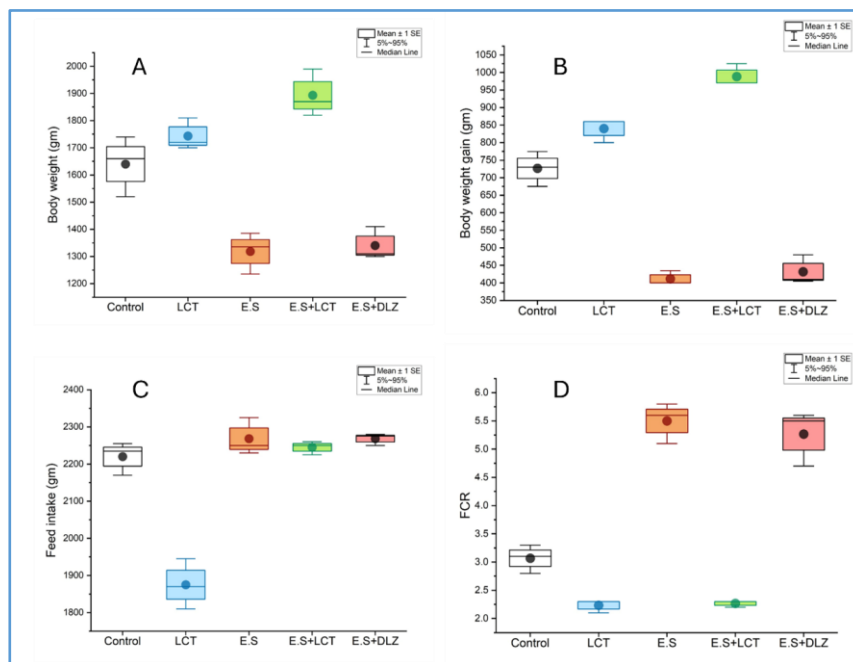 A
Mean ± 1 SE
5%~95%
Median Line
Body weight (gm)
2000
1900
1800
1700
1600
1500
1400
1300
1200
Control LCT E.S E.S+LCT E.S+DLZ
B
Mean ± 1 SE
5%~95%
Median Line
Body weight gain (gm)
1050
1000
950
900
850
800
750
700
650
600
550
500
450
400
350
300
Control LCT E.S E.S+LCT E.S+DLZ
C
Mean ± 1 SE
5%~95%
Median Line
Feed intake (gm)
2400
2300
2200
2100
2000
1900
1800
Control LCT E.S E.S+LCT E.S+DLZ
D
Mean ± 1 SE
5%~95%
Median Line
FCR
6.0
5.5
5.0
4.5
4.0
3.5
3.0
2.5
2.0
Control LCT E.S E.S+LCT E.S+DLZ